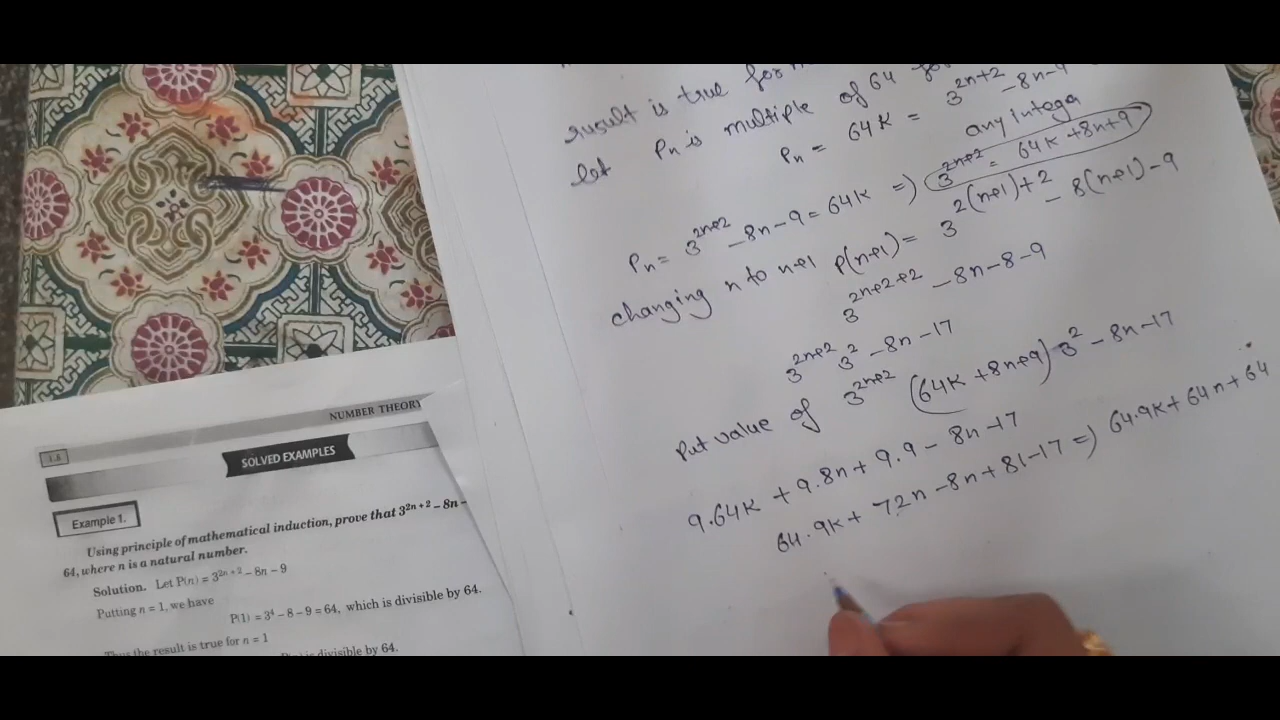 result is true for
let Pn is multiple of 64 for
Pn = 64K = 3^2n+2 -8n-9
any integer
Pn = 3^2n+2 -8n-9 = 64K => 3^2n+2 = 64K +8n+9
changing n to n+1 P(n+1) = 3^2(n+1)+2 - 8(n+1) -9
3^2n+2+2 -8n-8-9
3^2n+2 3^2 -8n-17
Put value of 3^2n+2 (64K +8n+9) 3^2 -8n-17
9.64K + 9.8n + 9.9 - 8n -17
64.9K + 72n -8n +81-17 => 64.9K + 64n + 64
1.8 NUMBER THEORY
SOLVED EXAMPLES
Example 1.
Using principle of mathematical induction, prove that 3^2n+2 – 8n –
64, where n is a natural number.
Solution. Let P(n) = 3^2n+2 – 8n – 9
Putting n = 1, we have
P(1) = 3^4 – 8 – 9 = 64, which is divisible by 64.
Thus the result is true for n = 1
is divisible by 64.